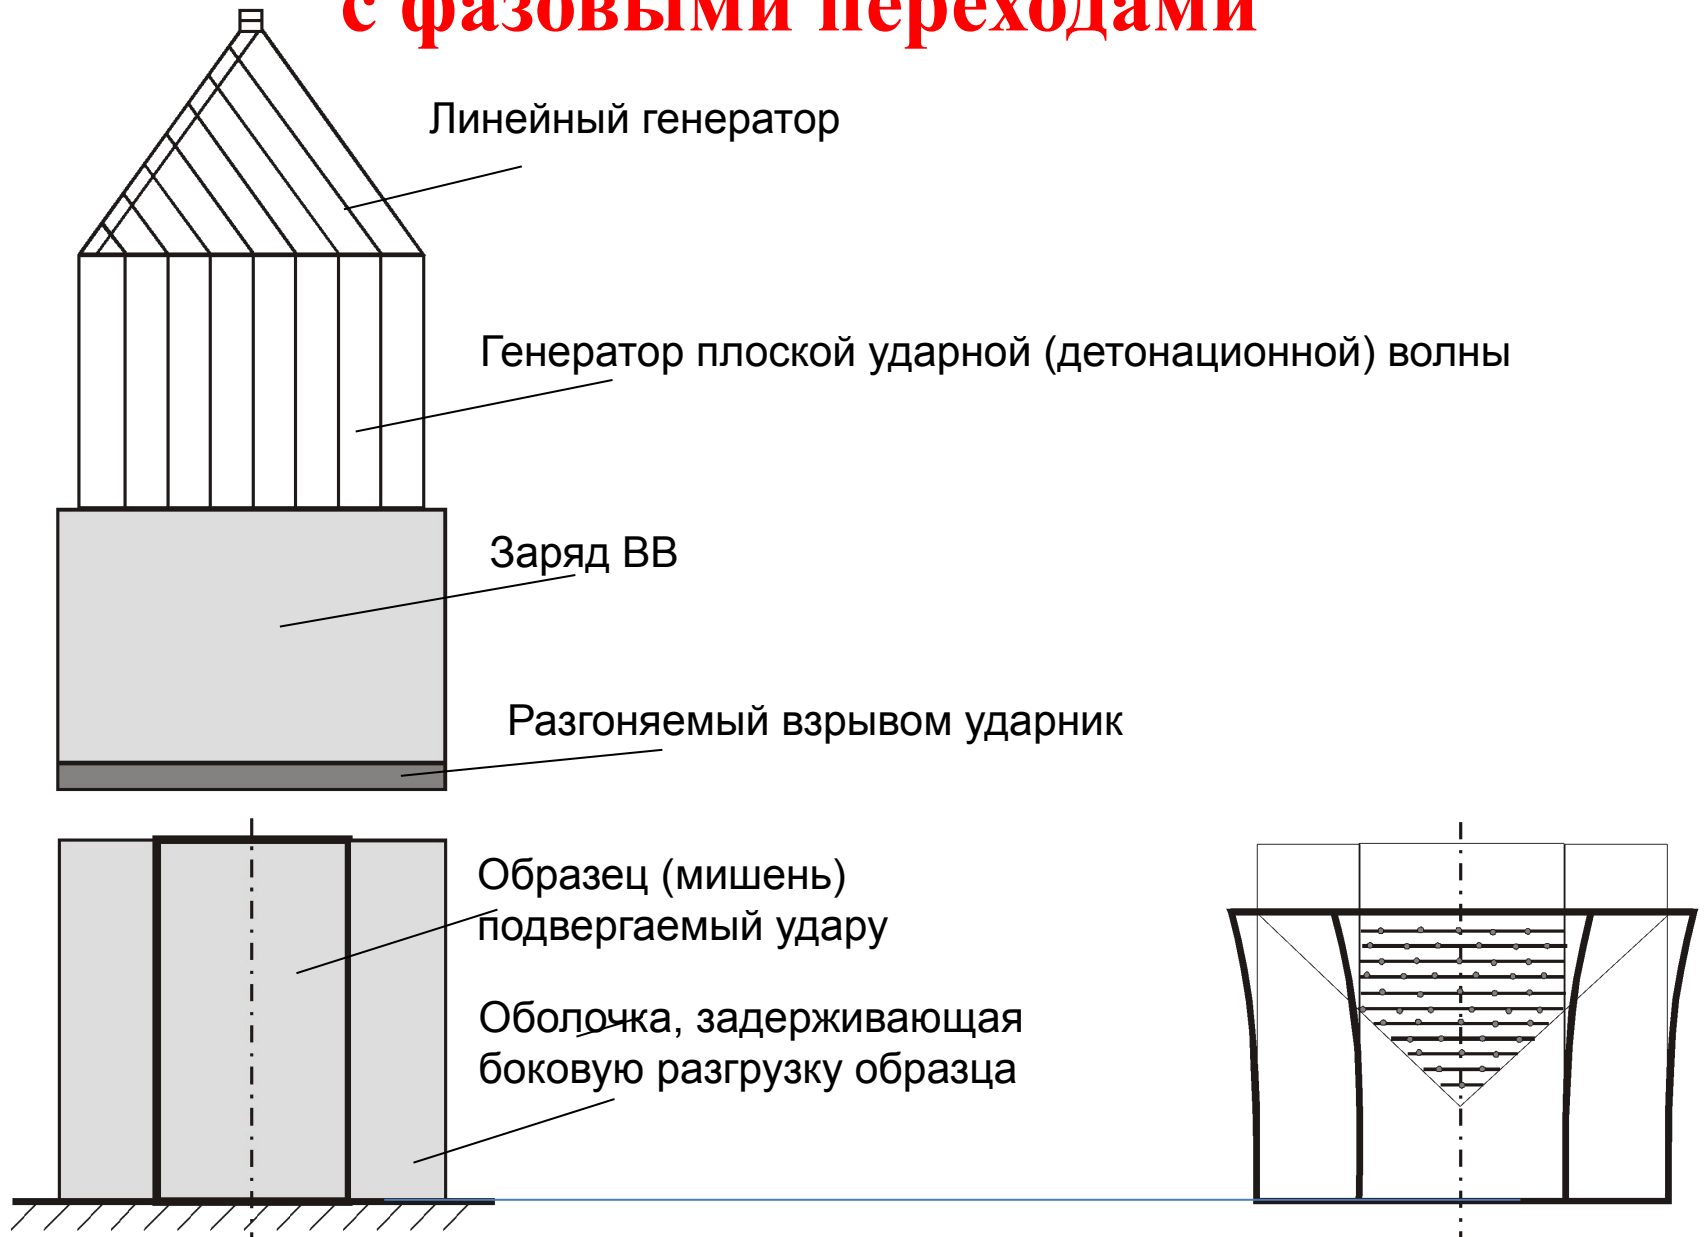 с фазовыми переходами
Линейный генератор
Генератор плоской ударной (детонационной) волны
Заряд ВВ
Разгоняемый взрывом ударник
Образец (мишень)
подвергаемый удару
Оболочка, задерживающая
боковую разгрузку образца